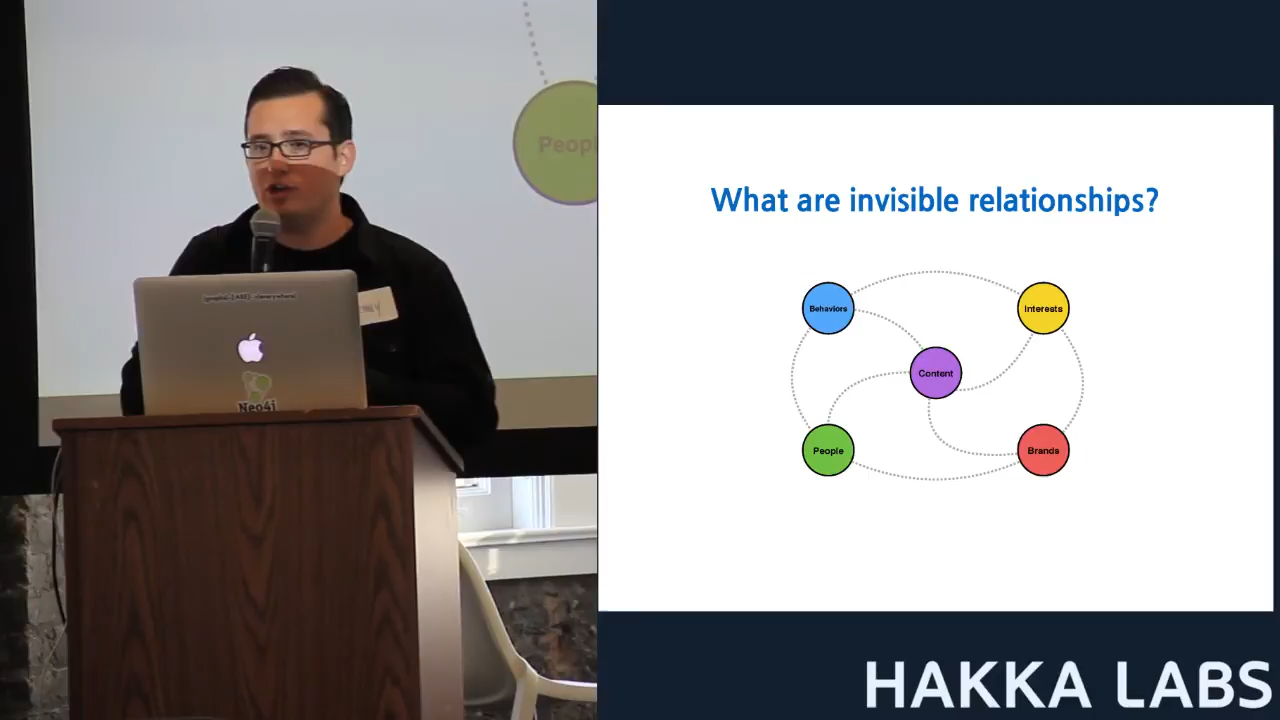 What are invisible relationships?
Behaviors
Interests
Content
People
Brands
Neo4j
HAKKA LABS